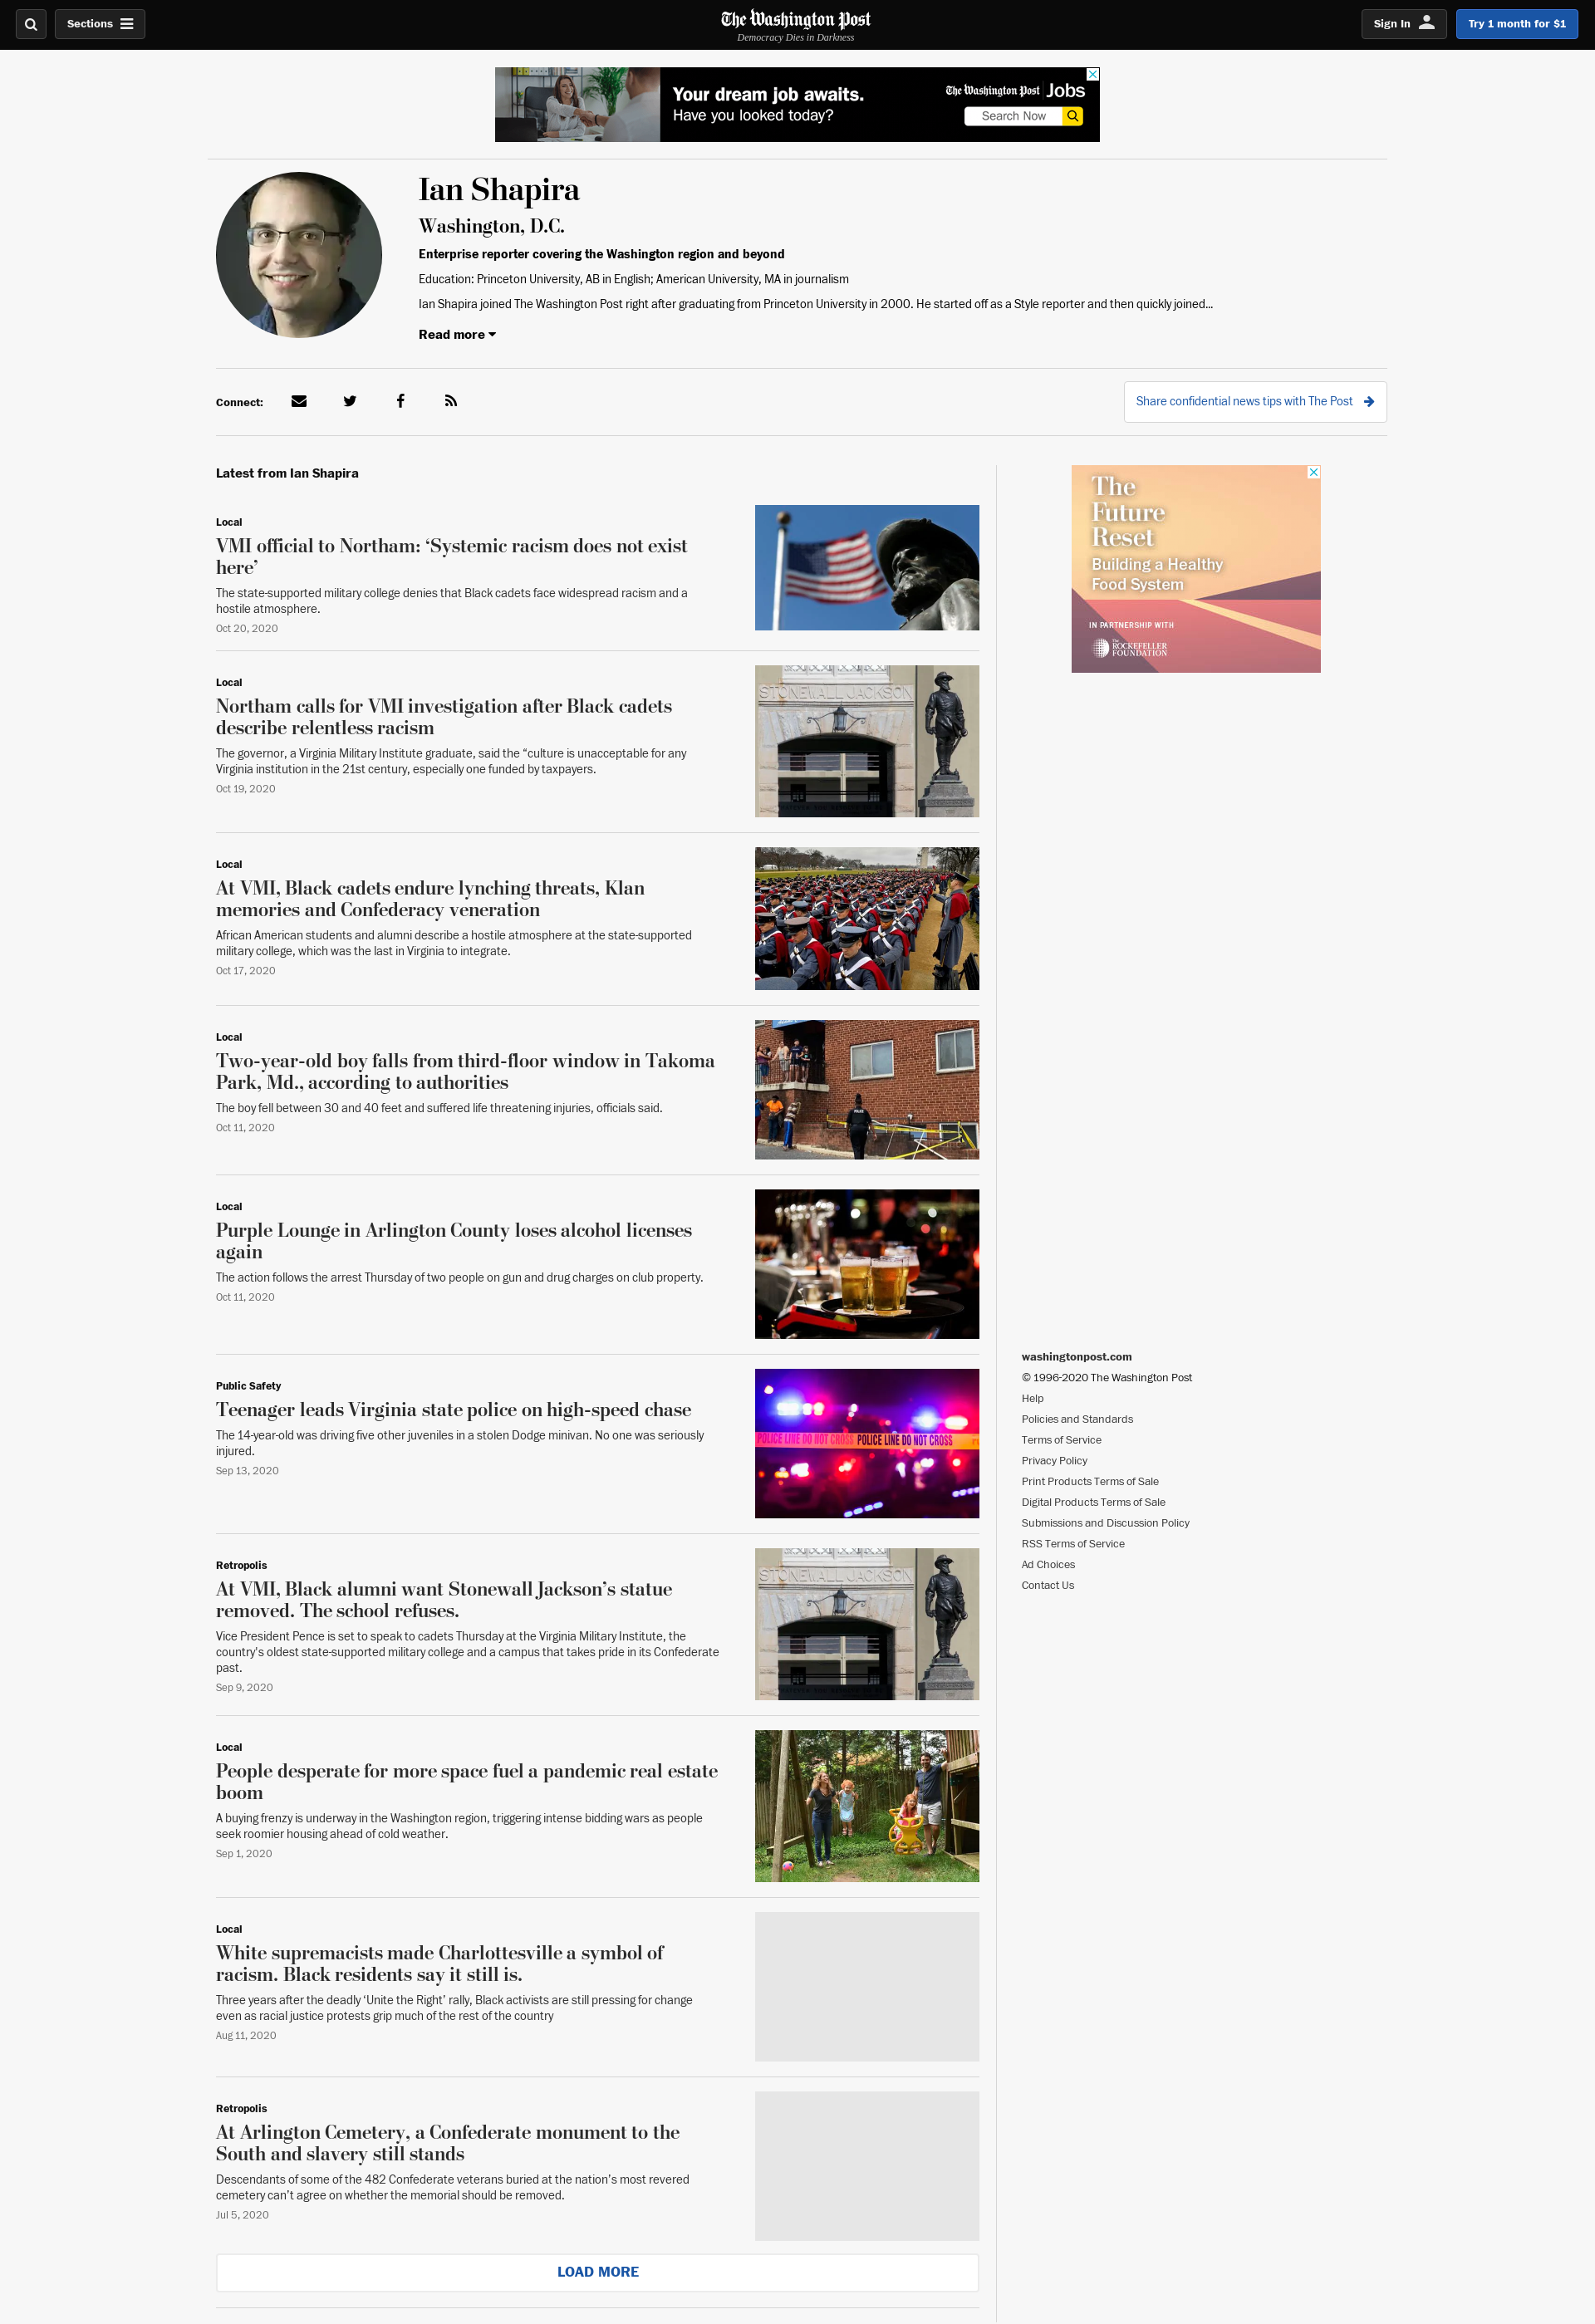 Sections
The Washington Post
Democracy Dies in Darkness
Sign In
Try 1 month for $1
Your dream job awaits.
Have you looked today?
The Washington Post Jobs
Search Now
Ian Shapira
Washington, D.C.
Enterprise reporter covering the Washington region and beyond
Education: Princeton University, AB in English; American University, MA in journalism
Ian Shapira joined The Washington Post right after graduating from Princeton University in 2000. He started off as a Style reporter and then quickly joined...
Read more
Connect:
Share confidential news tips with The Post
Latest from Ian Shapira
Local
VMI official to Northam: ‘Systemic racism does not exist
here’
The state-supported military college denies that Black cadets face widespread racism and a
hostile atmosphere.
Oct 20, 2020
Local
Northam calls for VMI investigation after Black cadets
describe relentless racism
The governor, a Virginia Military Institute graduate, said the “culture is unacceptable for any
Virginia institution in the 21st century, especially one funded by taxpayers.
Oct 19, 2020
STONEWALL JACKSON
Local
At VMI, Black cadets endure lynching threats, Klan
memories and Confederacy veneration
African American students and alumni describe a hostile atmosphere at the state-supported
military college, which was the last in Virginia to integrate.
Oct 17, 2020
Local
Two-year-old boy falls from third-floor window in Takoma
Park, Md., according to authorities
The boy fell between 30 and 40 feet and suffered life threatening injuries, officials said.
Oct 11, 2020
POLICE
Local
Purple Lounge in Arlington County loses alcohol licenses
again
The action follows the arrest Thursday of two people on gun and drug charges on club property.
Oct 11, 2020
Public Safety
Teenager leads Virginia state police on high-speed chase
The 14-year-old was driving five other juveniles in a stolen Dodge minivan. No one was seriously
injured.
Sep 13, 2020
POLICE LINE DO NOT CROSS POLICE LINE DO NOT CROSS
Retropolis
At VMI, Black alumni want Stonewall Jackson’s statue
removed. The school refuses.
Vice President Pence is set to speak to cadets Thursday at the Virginia Military Institute, the
country’s oldest state-supported military college and a campus that takes pride in its Confederate
past.
Sep 9, 2020
STONEWALL JACKSON
Local
People desperate for more space fuel a pandemic real estate
boom
A buying frenzy is underway in the Washington region, triggering intense bidding wars as people
seek roomier housing ahead of cold weather.
Sep 1, 2020
Local
White supremacists made Charlottesville a symbol of
racism. Black residents say it still is.
Three years after the deadly ‘Unite the Right’ rally, Black activists are still pressing for change
even as racial justice protests grip much of the rest of the country
Aug 11, 2020
Retropolis
At Arlington Cemetery, a Confederate monument to the
South and slavery still stands
Descendants of some of the 482 Confederate veterans buried at the nation’s most revered
cemetery can’t agree on whether the memorial should be removed.
Jul 5, 2020
LOAD MORE
The
Future
Reset
Building a Healthy
Food System
IN PARTNERSHIP WITH
The
ROCKEFELLER
FOUNDATION
washingtonpost.com
© 1996-2020 The Washington Post
Help
Policies and Standards
Terms of Service
Privacy Policy
Print Products Terms of Sale
Digital Products Terms of Sale
Submissions and Discussion Policy
RSS Terms of Service
Ad Choices
Contact Us